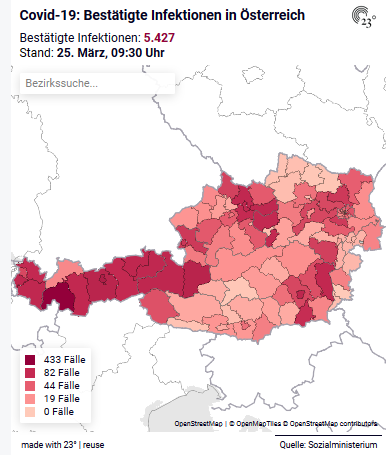 Covid-19: Bestätigte Infektionen in Österreich
23°
Bestätigte Infektionen: 5.427
Stand: 25. März, 09:30 Uhr
Bezirkssuche...
433 Fälle
82 Fälle
44 Fälle
19 Fälle
0 Fälle
OpenStreetMap | © OpenMapTiles © OpenStreetMap contributors
made with 23° | reuse
Quelle: Sozialministerium